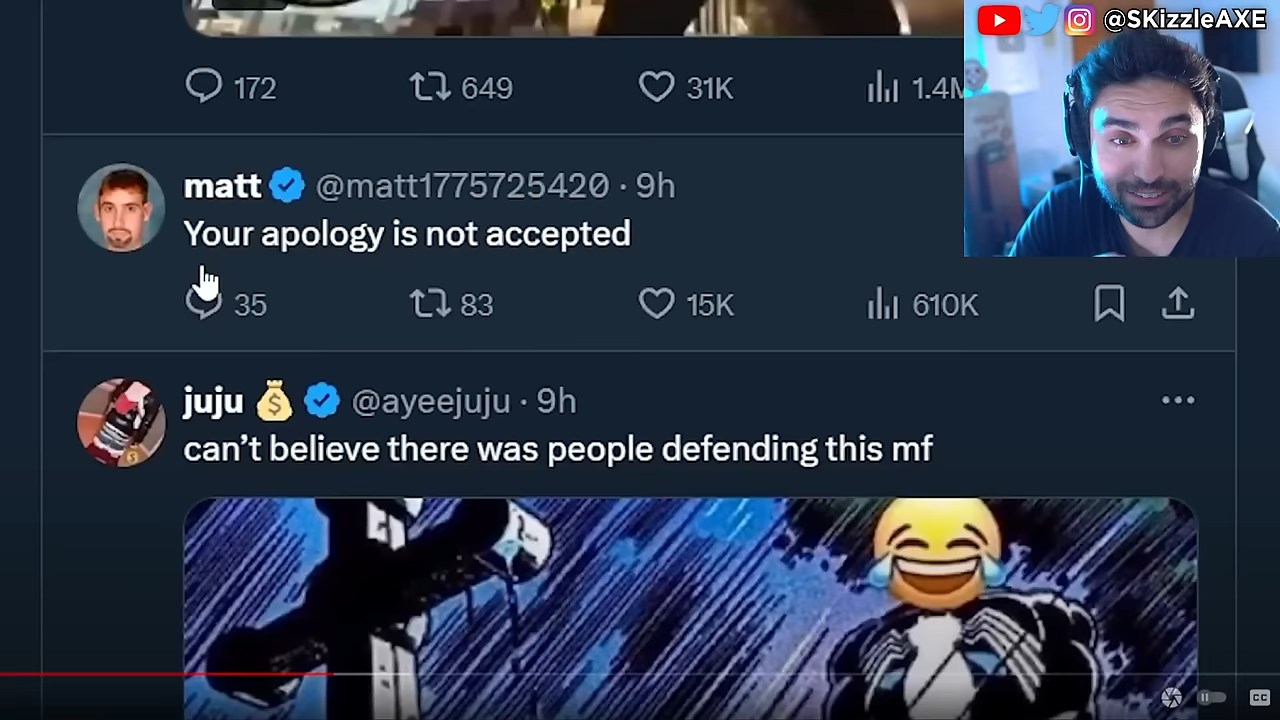 @SKizzleAXE
172 649 31K 1.4M
matt @matt1775725420 · 9h
Your apology is not accepted
35 83 15K 610K
juju 💰 @ayeejuju · 9h
can’t believe there was people defending this mf
CC